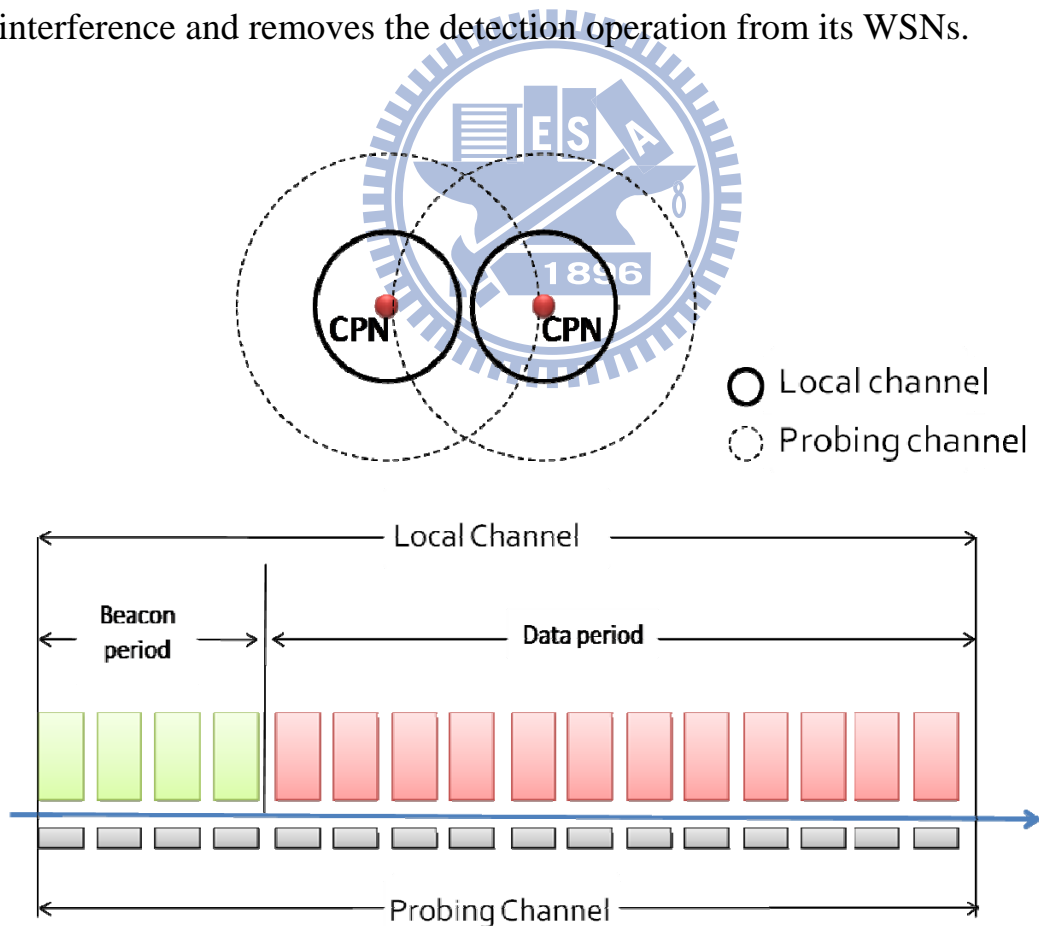 interference and removes the detection operation from its WSNs.
E S A
8
1896
CPN
CPN
Local channel
Probing channel
Local Channel
Beacon
period
Data period
Probing Channel